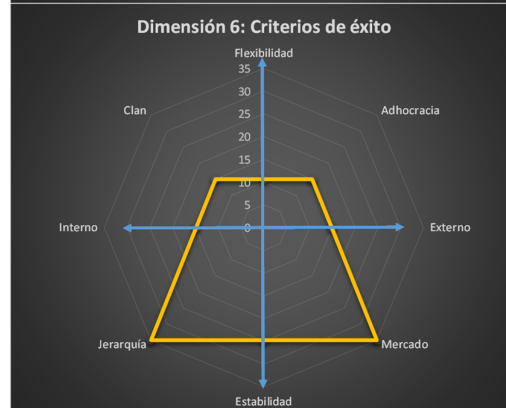 Dimensión 6: Criterios de éxito
Flexibilidad
35
30
Clan
Adhocracia
25
20
15
10
5
0
Interno
Externo
Jerarquía
Mercado
Estabilidad